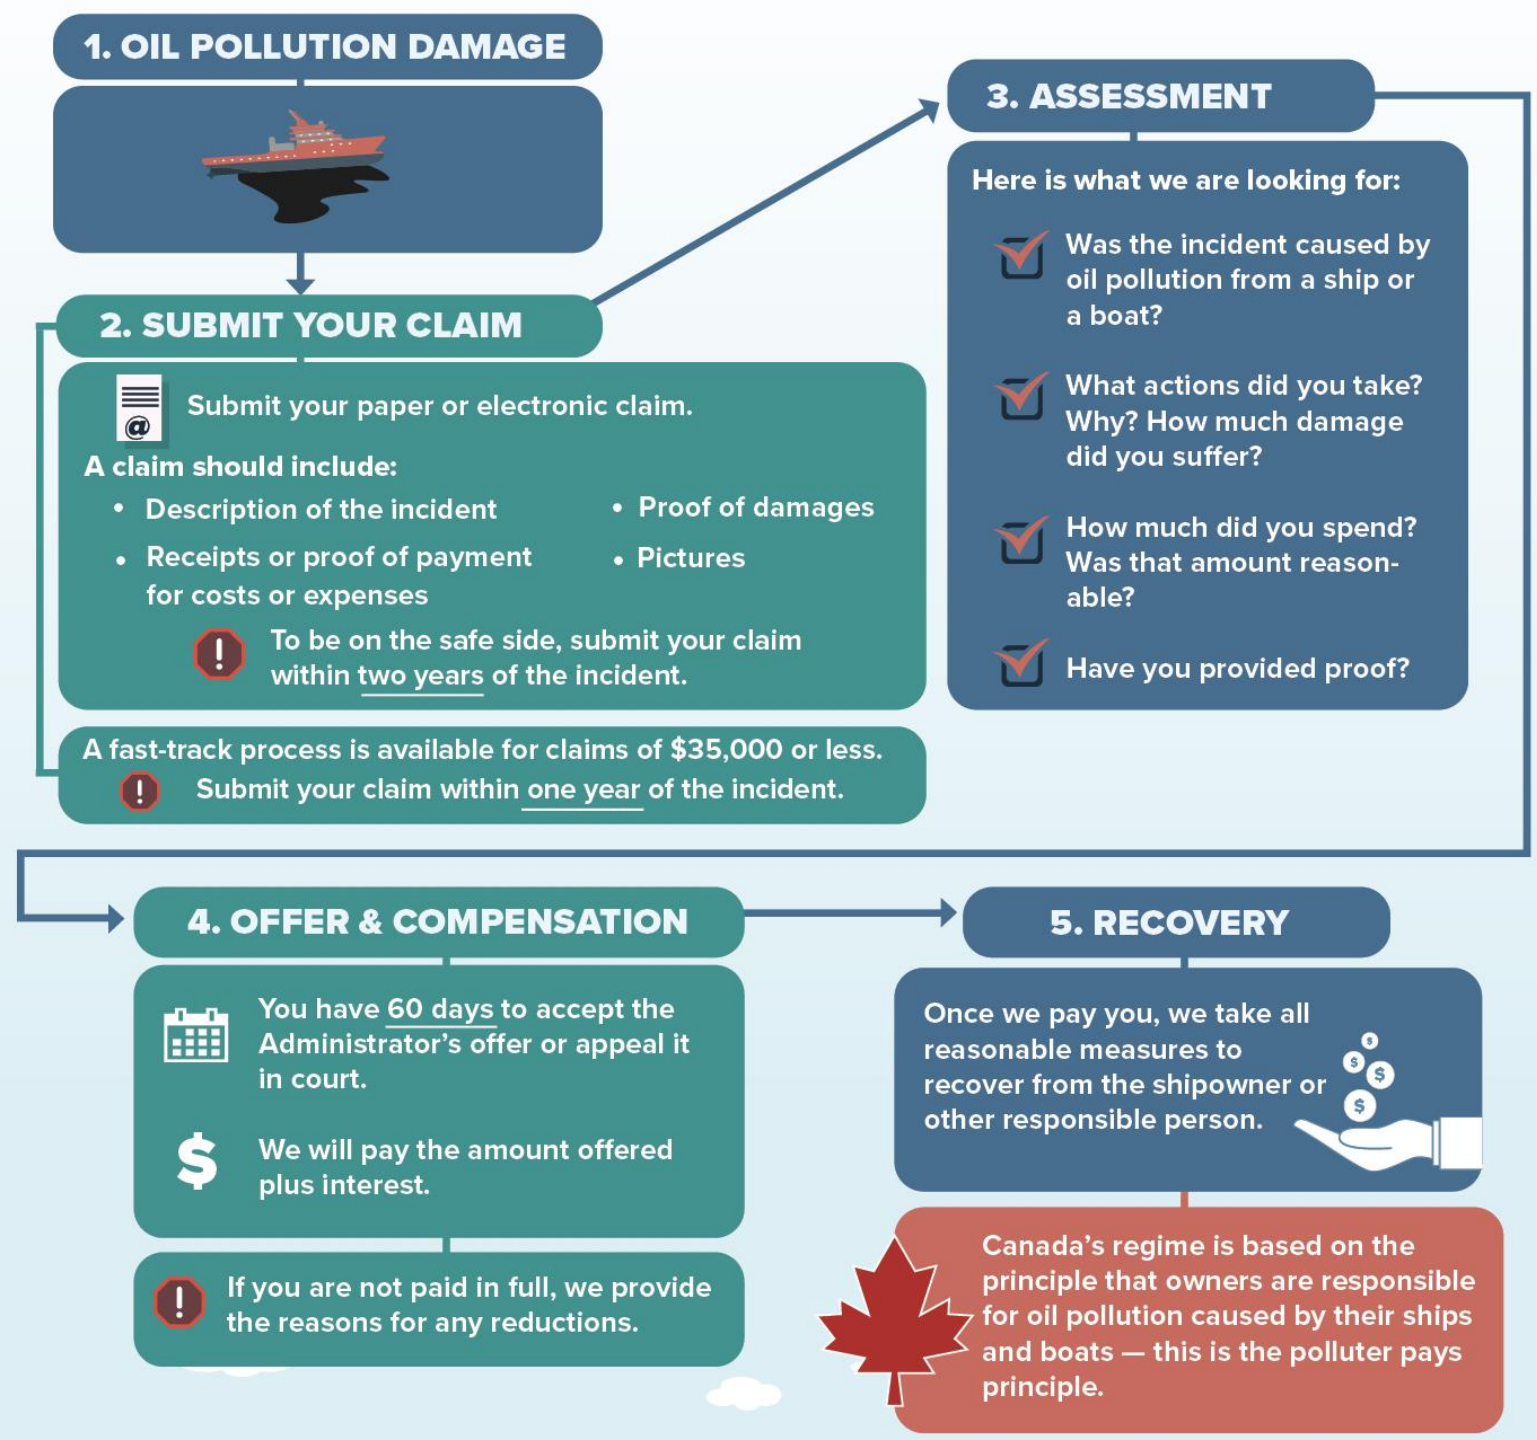 1. OIL POLLUTION DAMAGE
2. SUBMIT YOUR CLAIM
@
Submit your paper or electronic claim.
A claim should include:
• Description of the incident
• Receipts or proof of payment
for costs or expenses
• Proof of damages
• Pictures
! To be on the safe side, submit your claim
within two years of the incident.
A fast-track process is available for claims of $35,000 or less.
! Submit your claim within one year of the incident.
3. ASSESSMENT
Here is what we are looking for:
Was the incident caused by
oil pollution from a ship or
a boat?
What actions did you take?
Why? How much damage
did you suffer?
How much did you spend?
Was that amount reason-
able?
Have you provided proof?
4. OFFER & COMPENSATION
You have 60 days to accept the
Administrator’s offer or appeal it
in court.
$ We will pay the amount offered
plus interest.
! If you are not paid in full, we provide
the reasons for any reductions.
5. RECOVERY
Once we pay you, we take all
reasonable measures to
recover from the shipowner or
other responsible person.
$
$
$
$
Canada’s regime is based on the
principle that owners are responsible
for oil pollution caused by their ships
and boats — this is the polluter pays
principle.